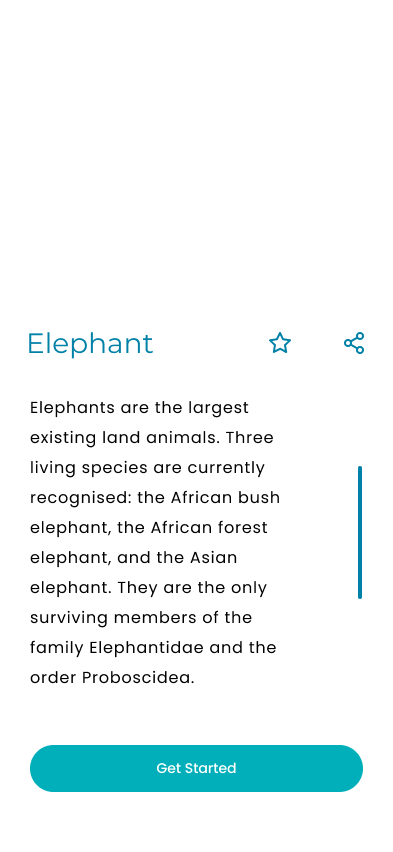 Elephant
Elephants are the largest
existing land animals. Three
living species are currently
recognised: the African bush
elephant, the African forest
elephant, and the Asian
elephant. They are the only
surviving members of the
family Elephantidae and the
order Proboscidea.
Get Started